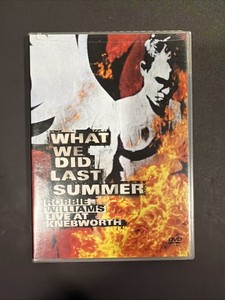 WHAT
WE
DID
LAST
SUMMER
ROBBIE
WILLIAMS
LIVE AT
KNEBWORTH
DVD